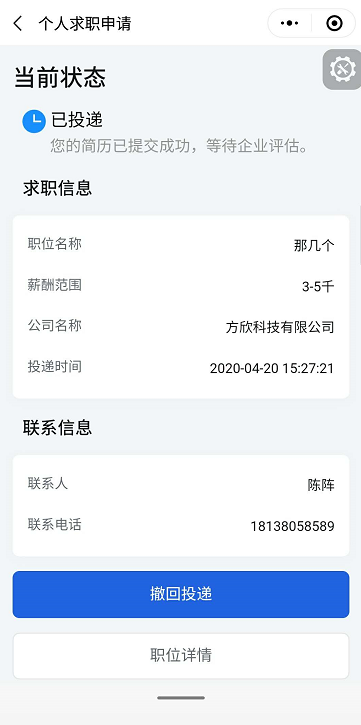 个人求职申请
当前状态
已投递
您的简历已提交成功，等待企业评估。
求职信息
职位名称 那几个
薪酬范围 3-5千
公司名称 方欣科技有限公司
投递时间 2020-04-20 15:27:21
联系信息
联系人 陈阵
联系电话 18138058589
撤回投递
职位详情